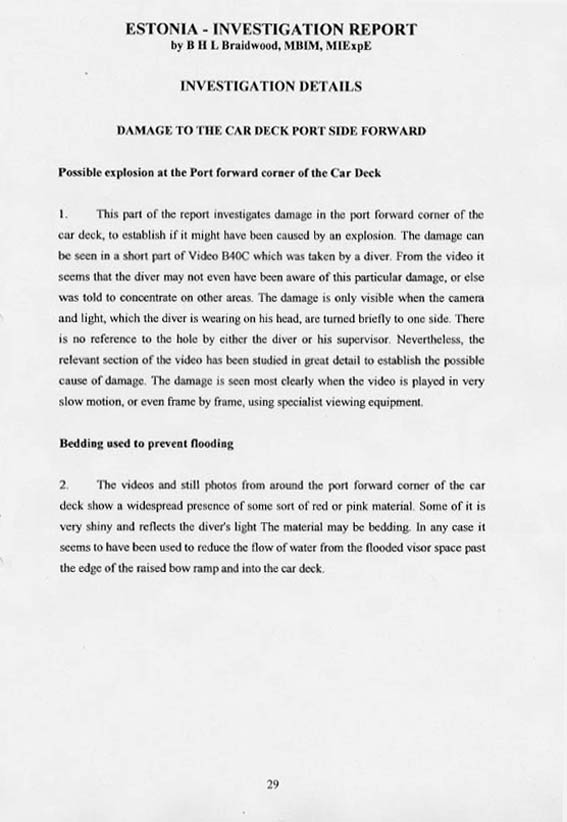 ESTONIA - INVESTIGATION REPORT
by B H L Braidwood, MBIM, MIExpE
INVESTIGATION DETAILS
DAMAGE TO THE CAR DECK PORT SIDE FORWARD
Possible explosion at the Port forward corner of the Car Deck
1. This part of the report investigates damage in the port forward corner of the
car deck, to establish if it might have been caused by an explosion. The damage can
be seen in a short part of Video B40C which was taken by a diver. From the video it
seems that the diver may not even have been aware of this particular damage, or else
was told to concentrate on other areas. The damage is only visible when the camera
and light, which the diver is wearing on his head, are turned briefly to one side. There
is no reference to the hole by either the diver or his supervisor. Nevertheless, the
relevant section of the video has been studied in great detail to establish the possible
cause of damage. The damage is seen most clearly when the video is played in very
slow motion, or even frame by frame, using specialist viewing equipment.
Bedding used to prevent flooding
2. The videos and still photos from around the port forward corner of the car
deck show a widespread presence of some sort of red or pink material. Some of it is
very shiny and reflects the diver's light The material may be bedding. In any case it
seems to have been used to reduce the flow of water from the flooded visor space past
the edge of the raised bow ramp and into the car deck.
29